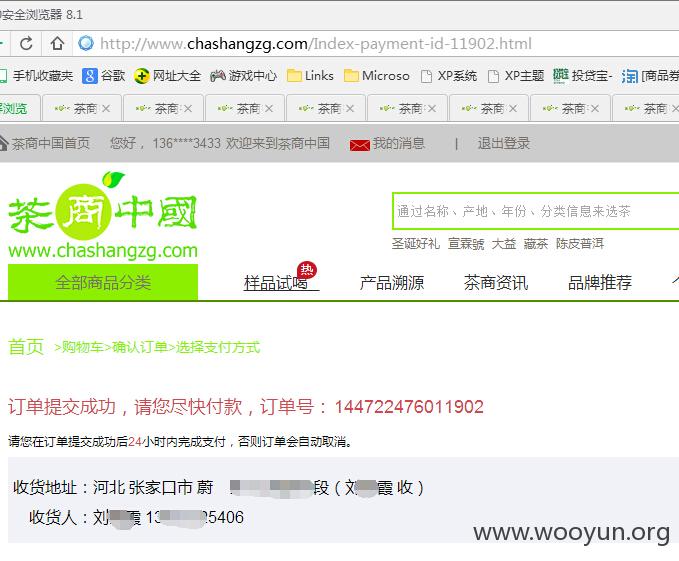 安全浏览器 8.1
http://www.chashangzg.com/Index-payment-id-11902.html
手机收藏夹 谷歌 网址大全 游戏中心 Links Microso XP系统 XP主题 投贷宝- [商品券
浏览 茶商 茶商 茶商 茶商 茶商 茶商 茶商 茶商
茶商中国首页 您好， 136****3433 欢迎来到茶商中国 我的消息 | 退出登录
茶商中國
www.chashangzg.com
通过名称、产地、年份、分类信息来选茶
圣诞好礼 宣霖號 大益 藏茶 陈皮普洱
热
全部商品分类 样品试喝 产品溯源 茶商资讯 品牌推荐
首页 >购物车>确认订单>选择支付方式
订单提交成功，请您尽快付款，订单号： 144722476011902
请您在订单提交成功后24小时内完成支付，否则订单会自动取消。
收货地址：河北 张家口市 蔚 段（刘 霞 收）
收货人：刘 霞 13 25406
www.wooyun.org